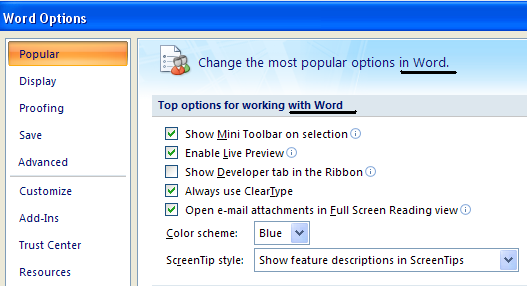 Word Options
Popular
Display
Proofing
Save
Advanced
Customize
Add-Ins
Trust Center
Resources
Change the most popular options in Word.
Top options for working with Word
Show Mini Toolbar on selection
Enable Live Preview
Show Developer tab in the Ribbon
Always use ClearType
Open e-mail attachments in Full Screen Reading view
Color scheme: Blue
ScreenTip style: Show feature descriptions in ScreenTips